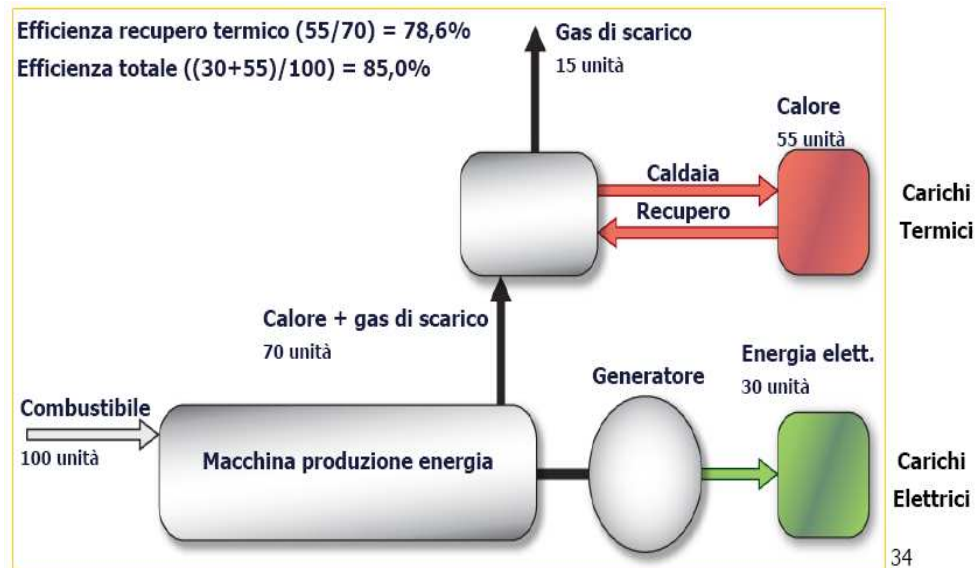 Efficienza recupero termico (55/70) = 78,6%
Efficienza totale ((30+55)/100) = 85,0%
Gas di scarico
15 unità
Calore
55 unità
Caldaia
Recupero
Carichi
Termici
Calore + gas di scarico
70 unità
Generatore
Energia elett.
30 unità
Combustibile
100 unità
Macchina produzione energia
Carichi
Elettrici
34